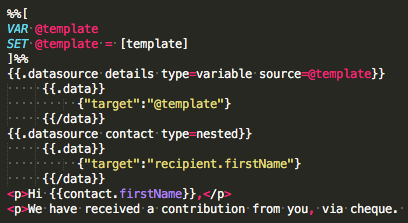 %%[
VAR @template
SET @template = [template]
]%%
{{.datasource details type=variable source=@template}}
{{.data}}
{"target":"@template"}
{{/data}}
{{.datasource contact type=nested}}
{{.data}}
{"target":"recipient.firstName"}
{{/data}}
<p>Hi {{contact.firstName}},</p>
<p>We have received a contribution from you, via cheque.